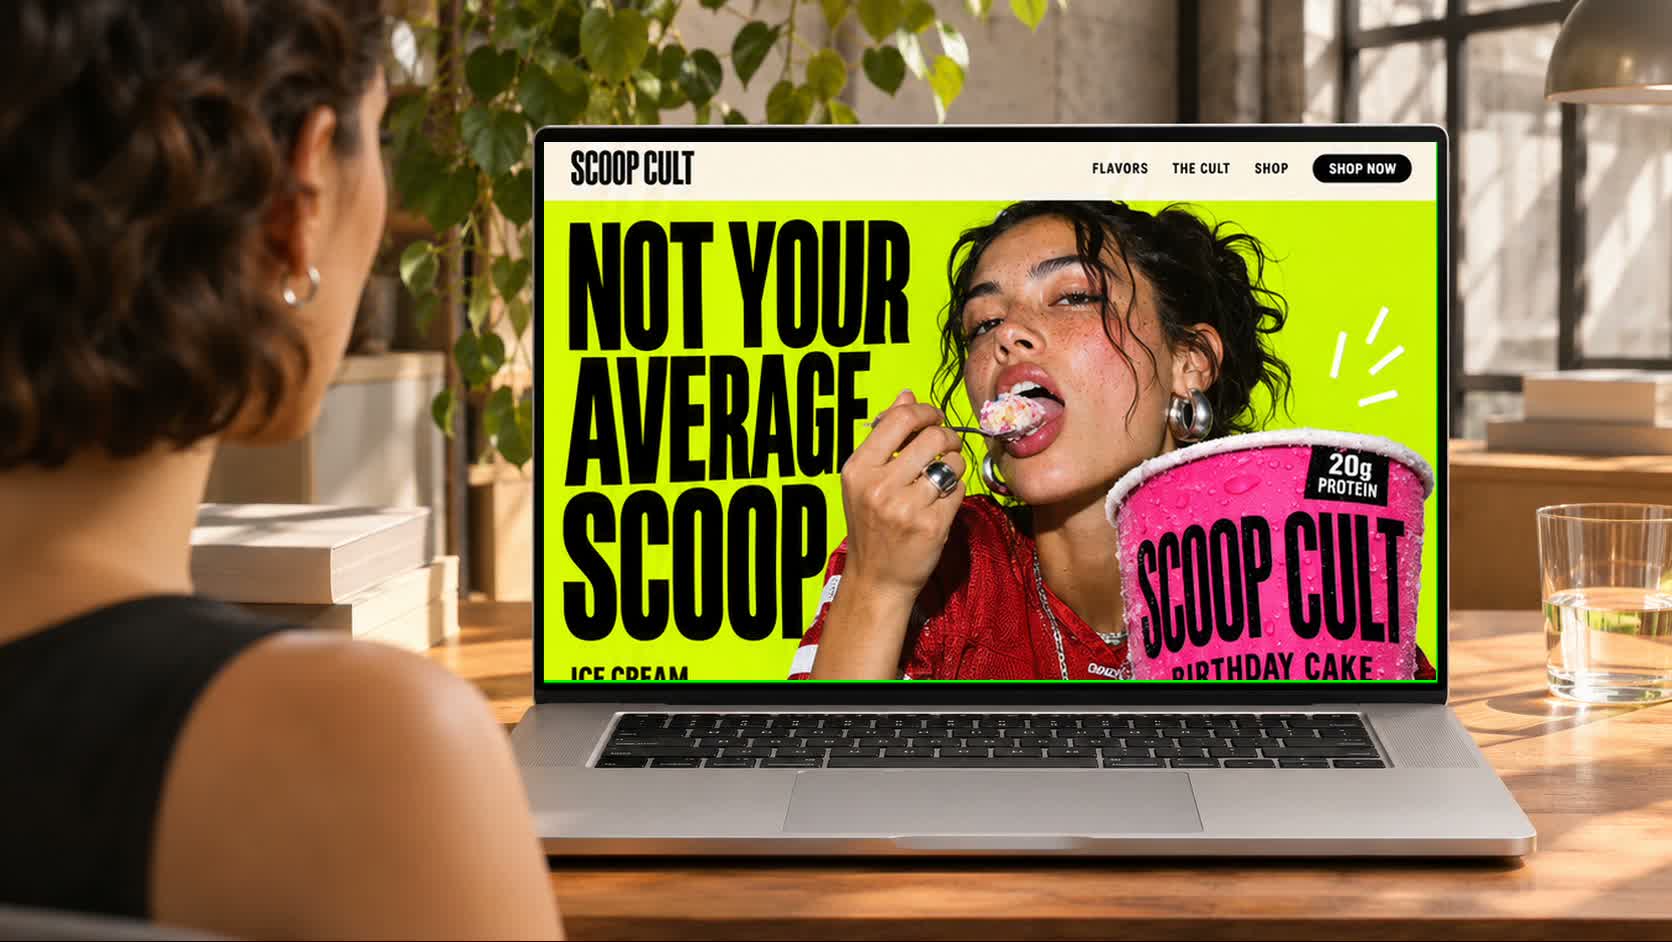 SCOOP CULT
FLAVORS THE CULT SHOP SHOP NOW
NOT YOUR
AVERAGE
SCOOP
ICE CREAM
20g
PROTEIN
SCOOP CULT
BIRTHDAY CAKE